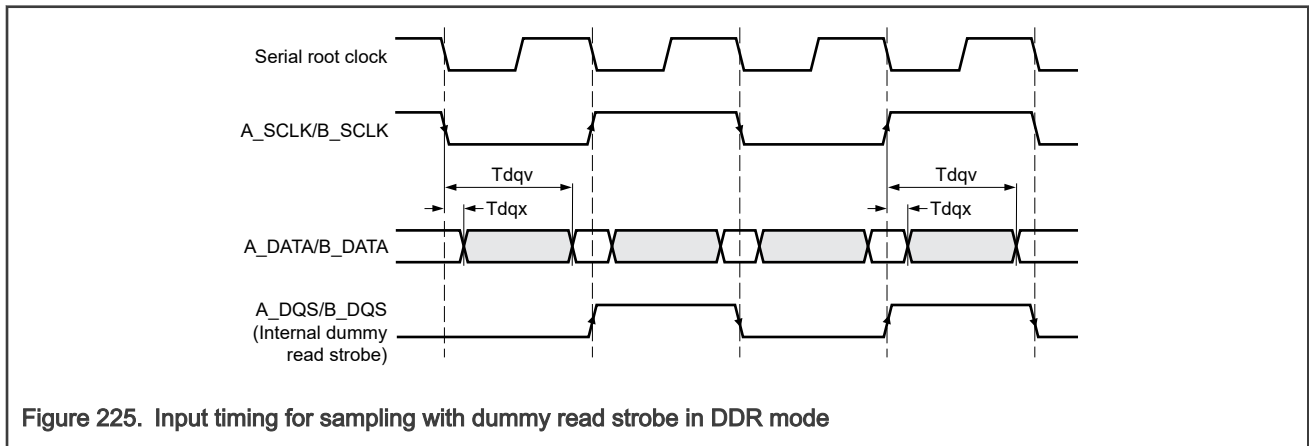 Serial root clock
A_SCLK/B_SCLK
Tdqv
Tdqv
Tdqx
Tdqx
A_DATA/B_DATA
A_DQS/B_DQS
(Internal dummy
read strobe)
Figure 225. Input timing for sampling with dummy read strobe in DDR mode